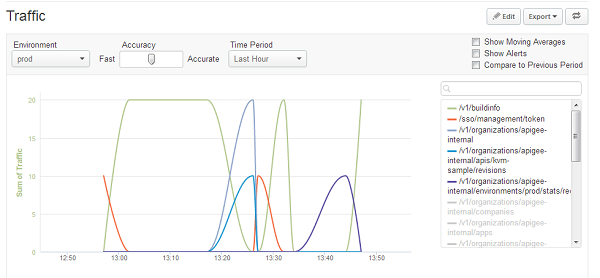 Traffic
Edit
Export
Environment
Accuracy
Time Period
prod
Fast
Accurate
Last Hour
Show Moving Averages
Show Alerts
Compare to Previous Period
Sum of Traffic
20
15
10
5
0
12:50
13:00
13:10
13:20
13:30
13:40
13:50
/v1/buildinfo
/sso/management/token
/v1/organizations/apigee-
internal
/v1/organizations/apigee-
internal/apis/kvm-
sample/revisions
/v1/organizations/apigee-
internal/environments/prod/stats/res
/v1/organizations/apigee-
internal/companies
/v1/organizations/apigee-
internal/apps
/v1/organizations/apigee-